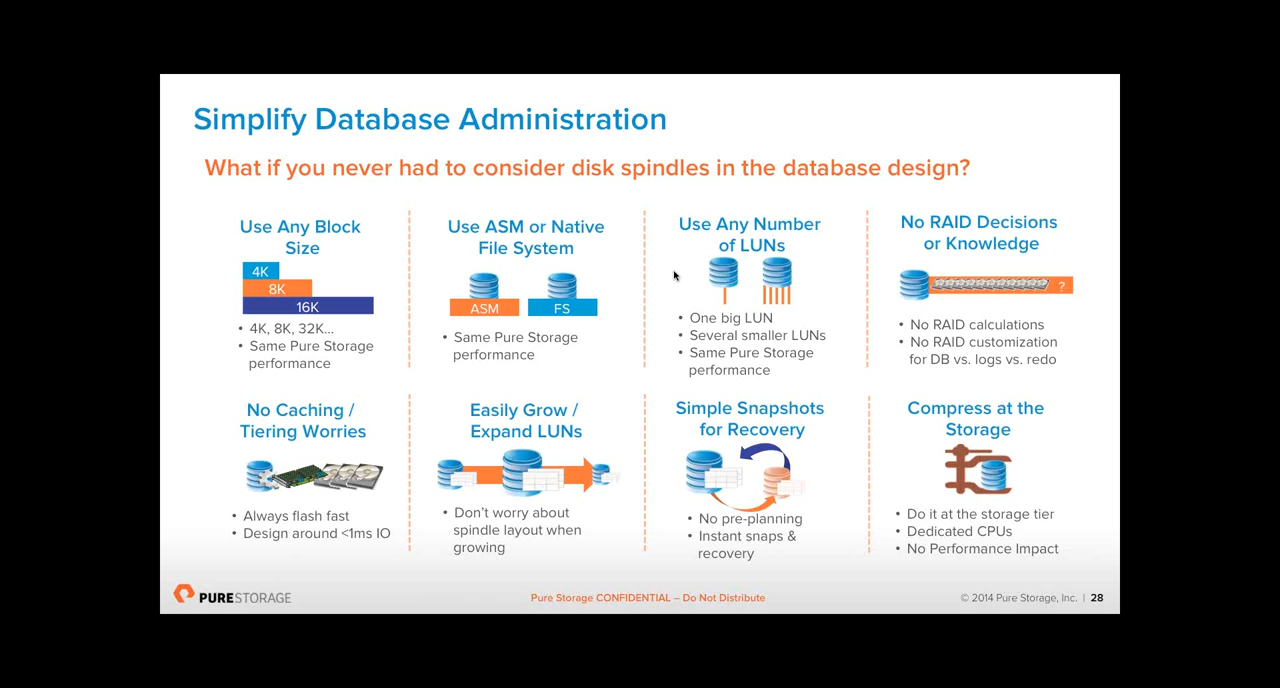 Simplify Database Administration
What if you never had to consider disk spindles in the database design?
Use Any Block
Size
4K
8K
16K
• 4K, 8K, 32K...
• Same Pure Storage
performance
Use ASM or Native
File System
ASM
FS
• Same Pure Storage
performance
Use Any Number
of LUNs
• One big LUN
• Several smaller LUNs
• Same Pure Storage
performance
No RAID Decisions
or Knowledge
?
• No RAID calculations
• No RAID customization
for DB vs. logs vs. redo
No Caching /
Tiering Worries
• Always flash fast
• Design around <1ms IO
Easily Grow /
Expand LUNs
• Don't worry about
spindle layout when
growing
Simple Snapshots
for Recovery
• No pre-planning
• Instant snaps &
recovery
Compress at the
Storage
• Do it at the storage tier
• Dedicated CPUs
• No Performance Impact
PURESTORAGE
Pure Storage CONFIDENTIAL – Do Not Distribute
© 2014 Pure Storage, Inc. | 28